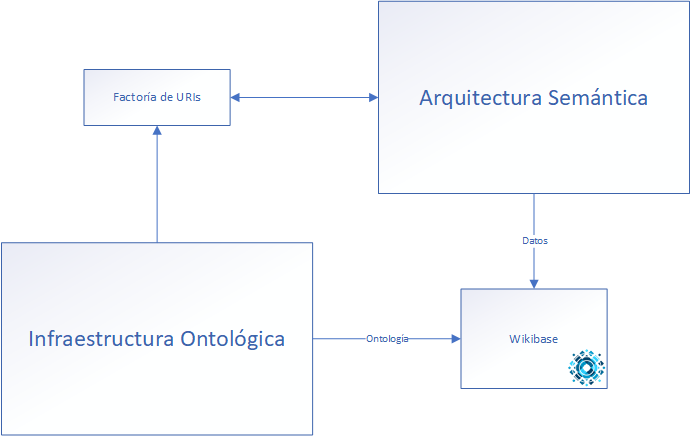 Arquitectura Semántica
Factoría de URIs
Datos
Infraestructura Ontológica
Ontología
Wikibase